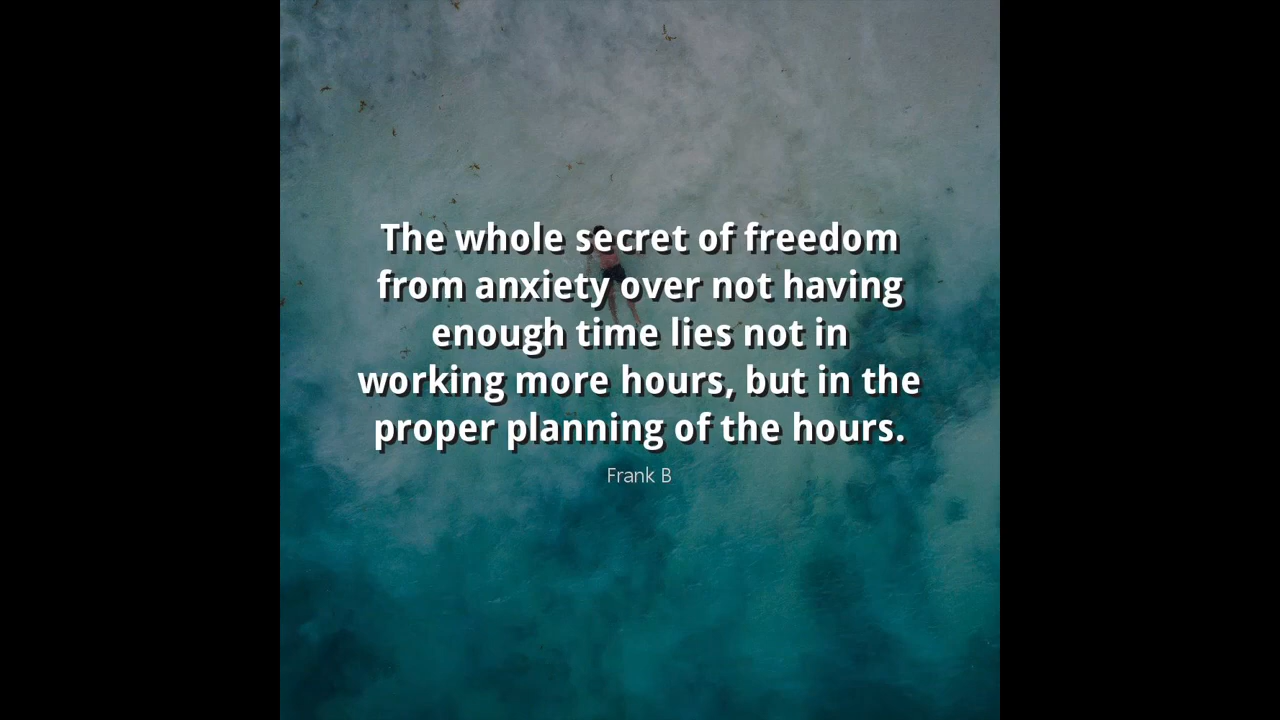 The whole secret of freedom
from anxiety over not having
enough time lies not in
working more hours, but in the
proper planning of the hours.
Frank B